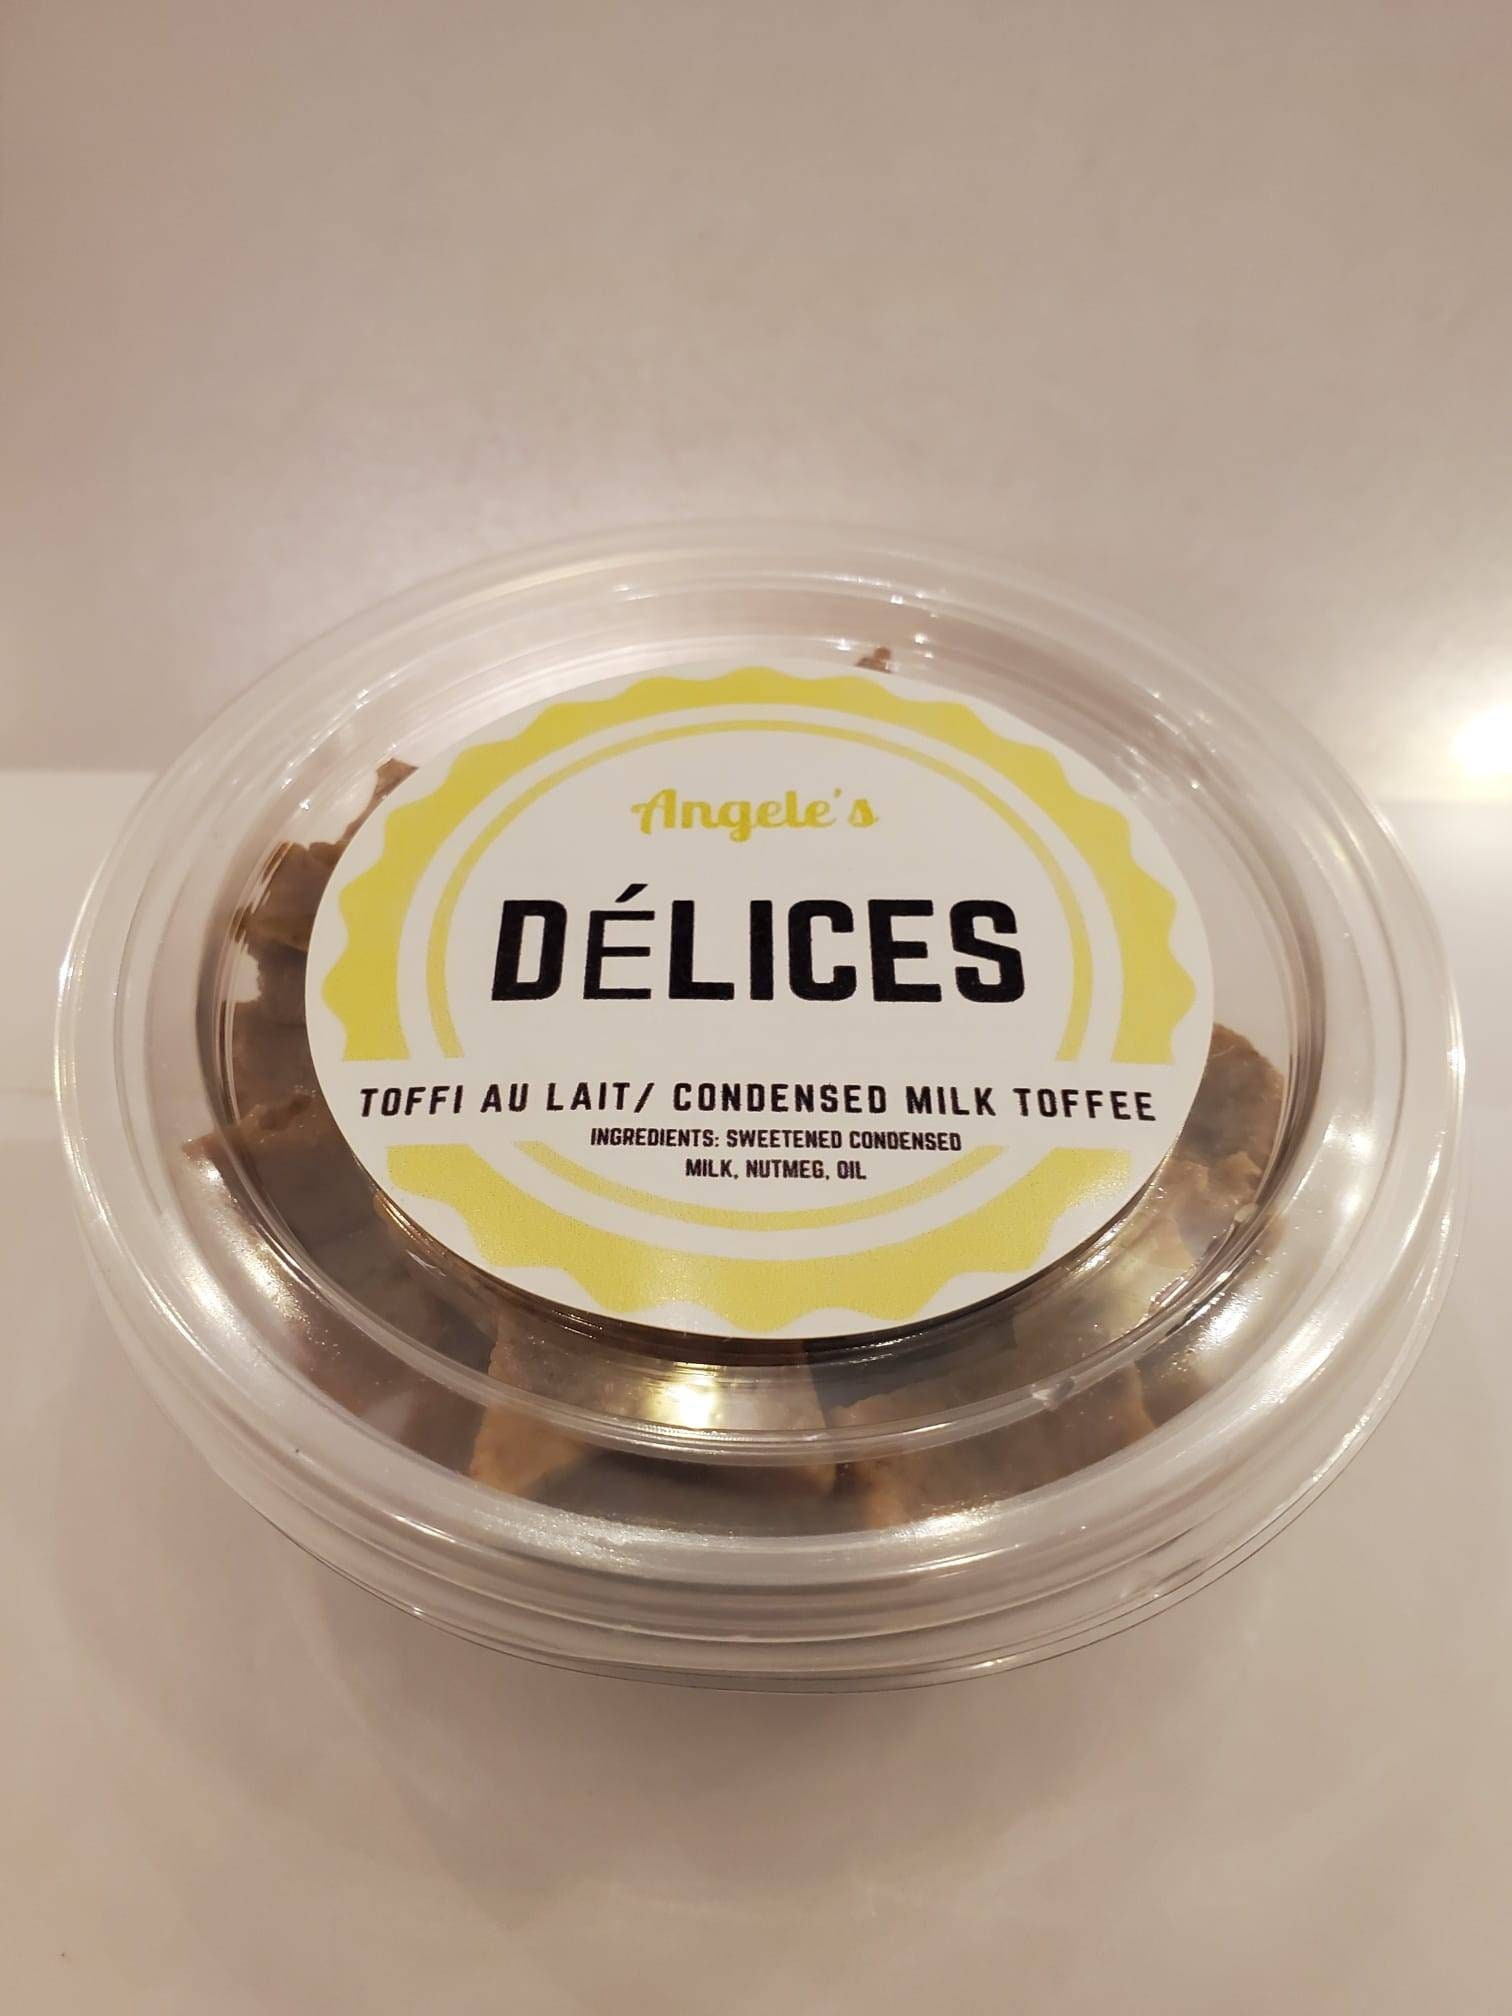 Angele's
DÉLICES
TOFFI AU LAIT/ CONDENSED MILK TOFFEE
INGREDIENTS: SWEETENED CONDENSED
MILK, NUTMEG, OIL